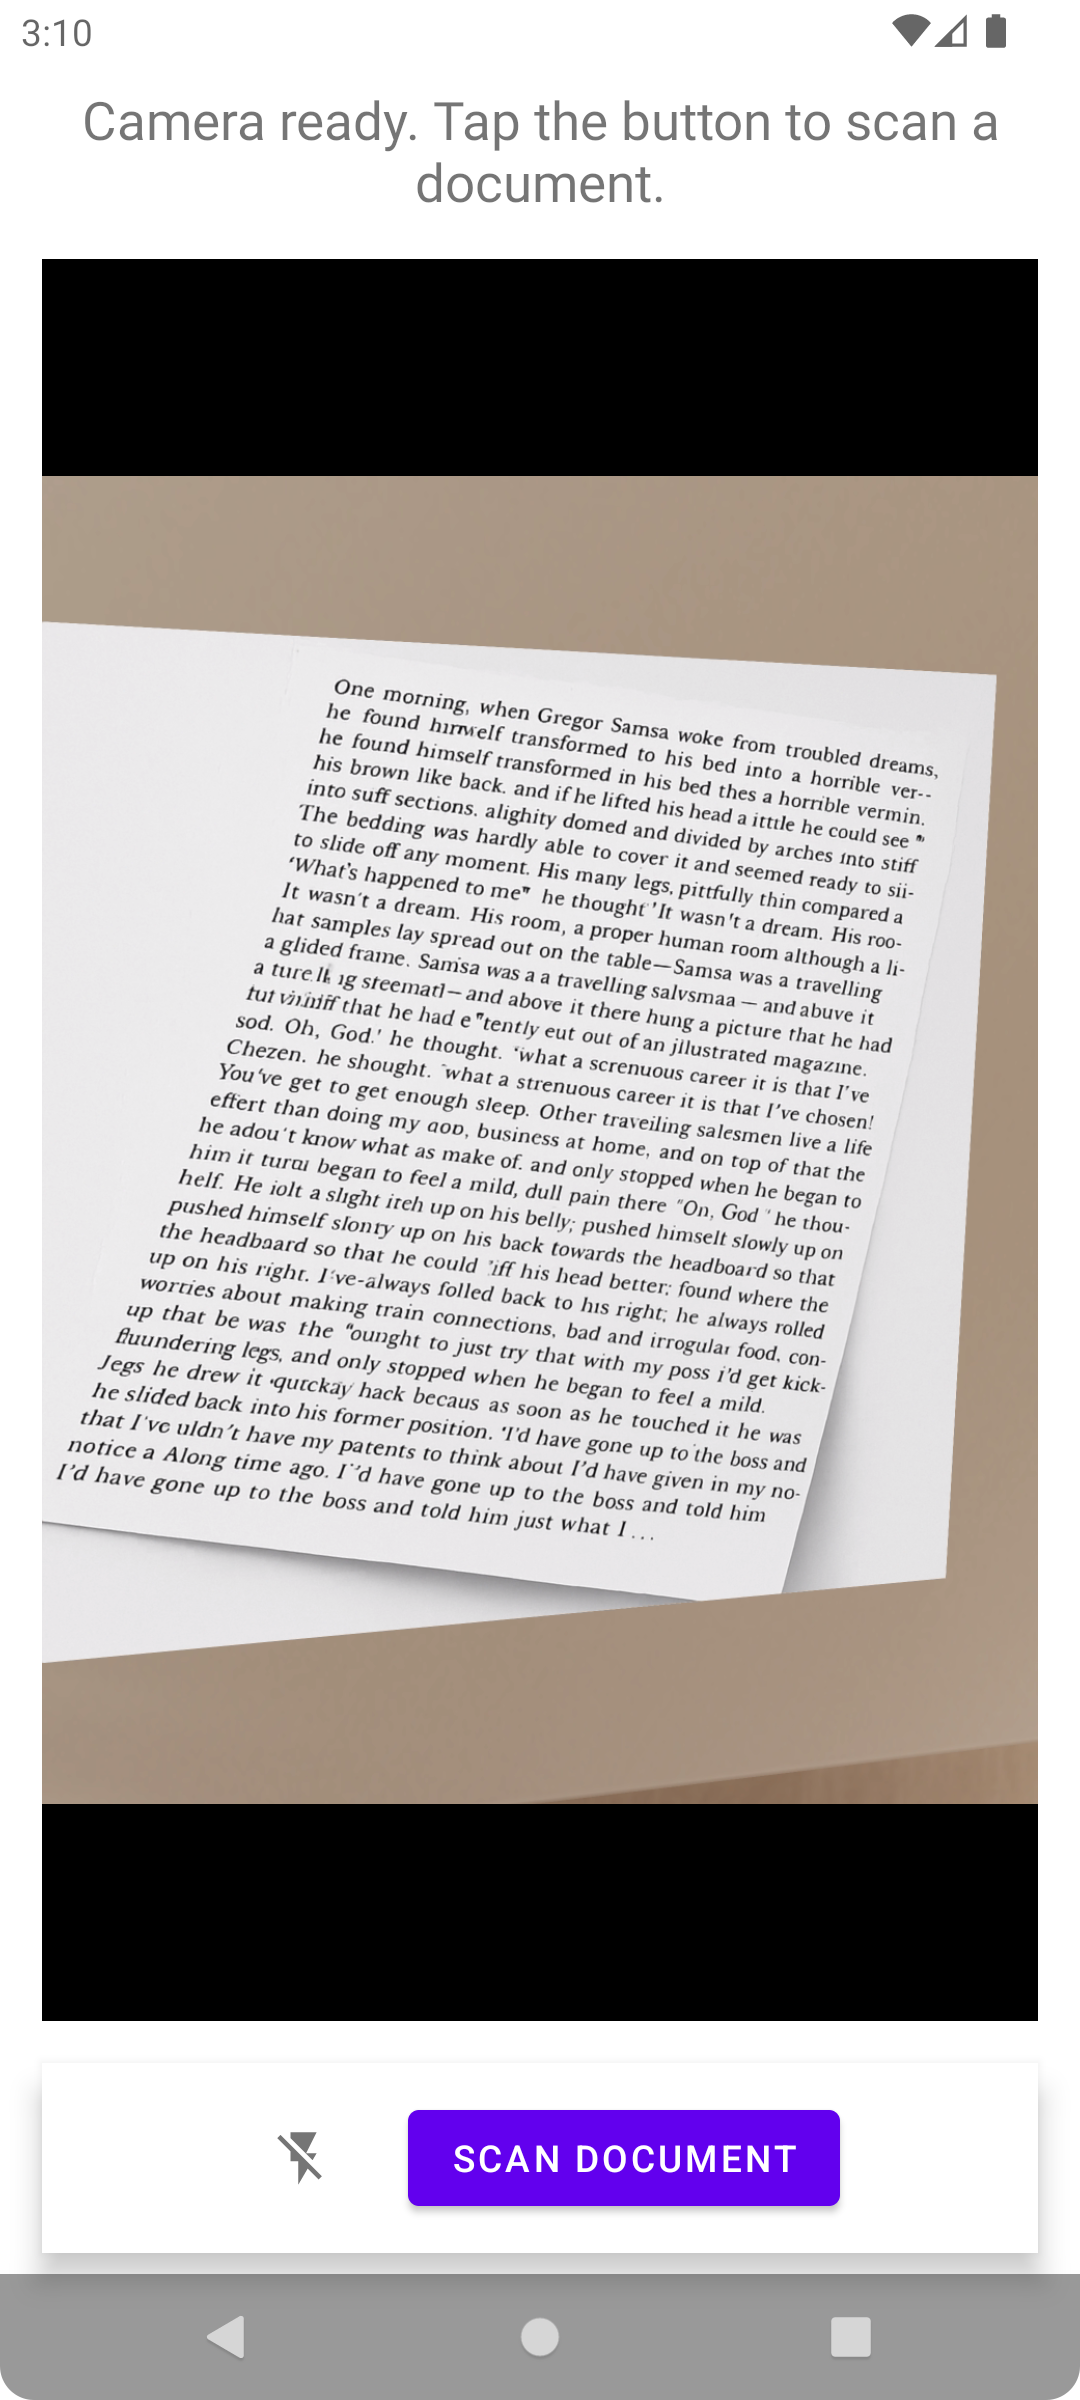 3:10
Camera ready. Tap the button to scan a
document.
One morning, when Gregor Samsa woke from troubled dreams,
he found transformed to his bed into a horrible ver--
he found himself transformed in his bed thes a horrible vermin.
his brown like back. and if he lifted his head a itttle he could see "
into suff sections. alighity domed and divided by arches into stiff
The bedding was hardly able to cover it and seemed ready to sii-
to slide off any moment. His many legs, pittfully thin compared a
'What's happened to me" he thought 'It wasn't a dream. His roo-
It wasn't a dream. His room, a proper human room although a li-
hat samples lay spread out on the table—Samsa was a travelling
a glided frame. Samsa was a a travelling salvsmaa — and abuve it
a — and above it there hung a picture that he had
that he had e "tently eut out of an jllustrated magazine.
sod. Oh, God.' he thought. "what a screnuous career it is that I've
Chezen. he shought. "what a strenuous career it is that I've chosen!
You've get to get enough sleep. Other traveiling salesmen live a life
effert than doing my business at home, and on top of that the
he adou't know what as make of. and only stopped when he began to
him it began to feel a mild, dull pain there "On, God ' he thou-
helf. He iolt a slight iteh up on his belly; pushed himselt slowly up on
pushed himself slonty up on his back towards the headboard so that
the headbaard so that he could 'iff his head better; found where the
up on his right. I've-always folled back to his right; he always rolled
worties about making train connections, bad and irrogular food, con-
up that be was the "ounght to just try that with my poss i'd get kick-
fluundering legs, and only stopped when he began to feel a mild.
Jegs he drew it hack becaus as soon as he touched it he was
he slided back into his former position. 'I'd have gone up to the boss and
that I've uldn't have my patents to think about I'd have given in my no-
notice a Along time ago. I'd have gone up to the boss and told him
I'd have gone up to the boss and told him just what I ...
SCAN DOCUMENT